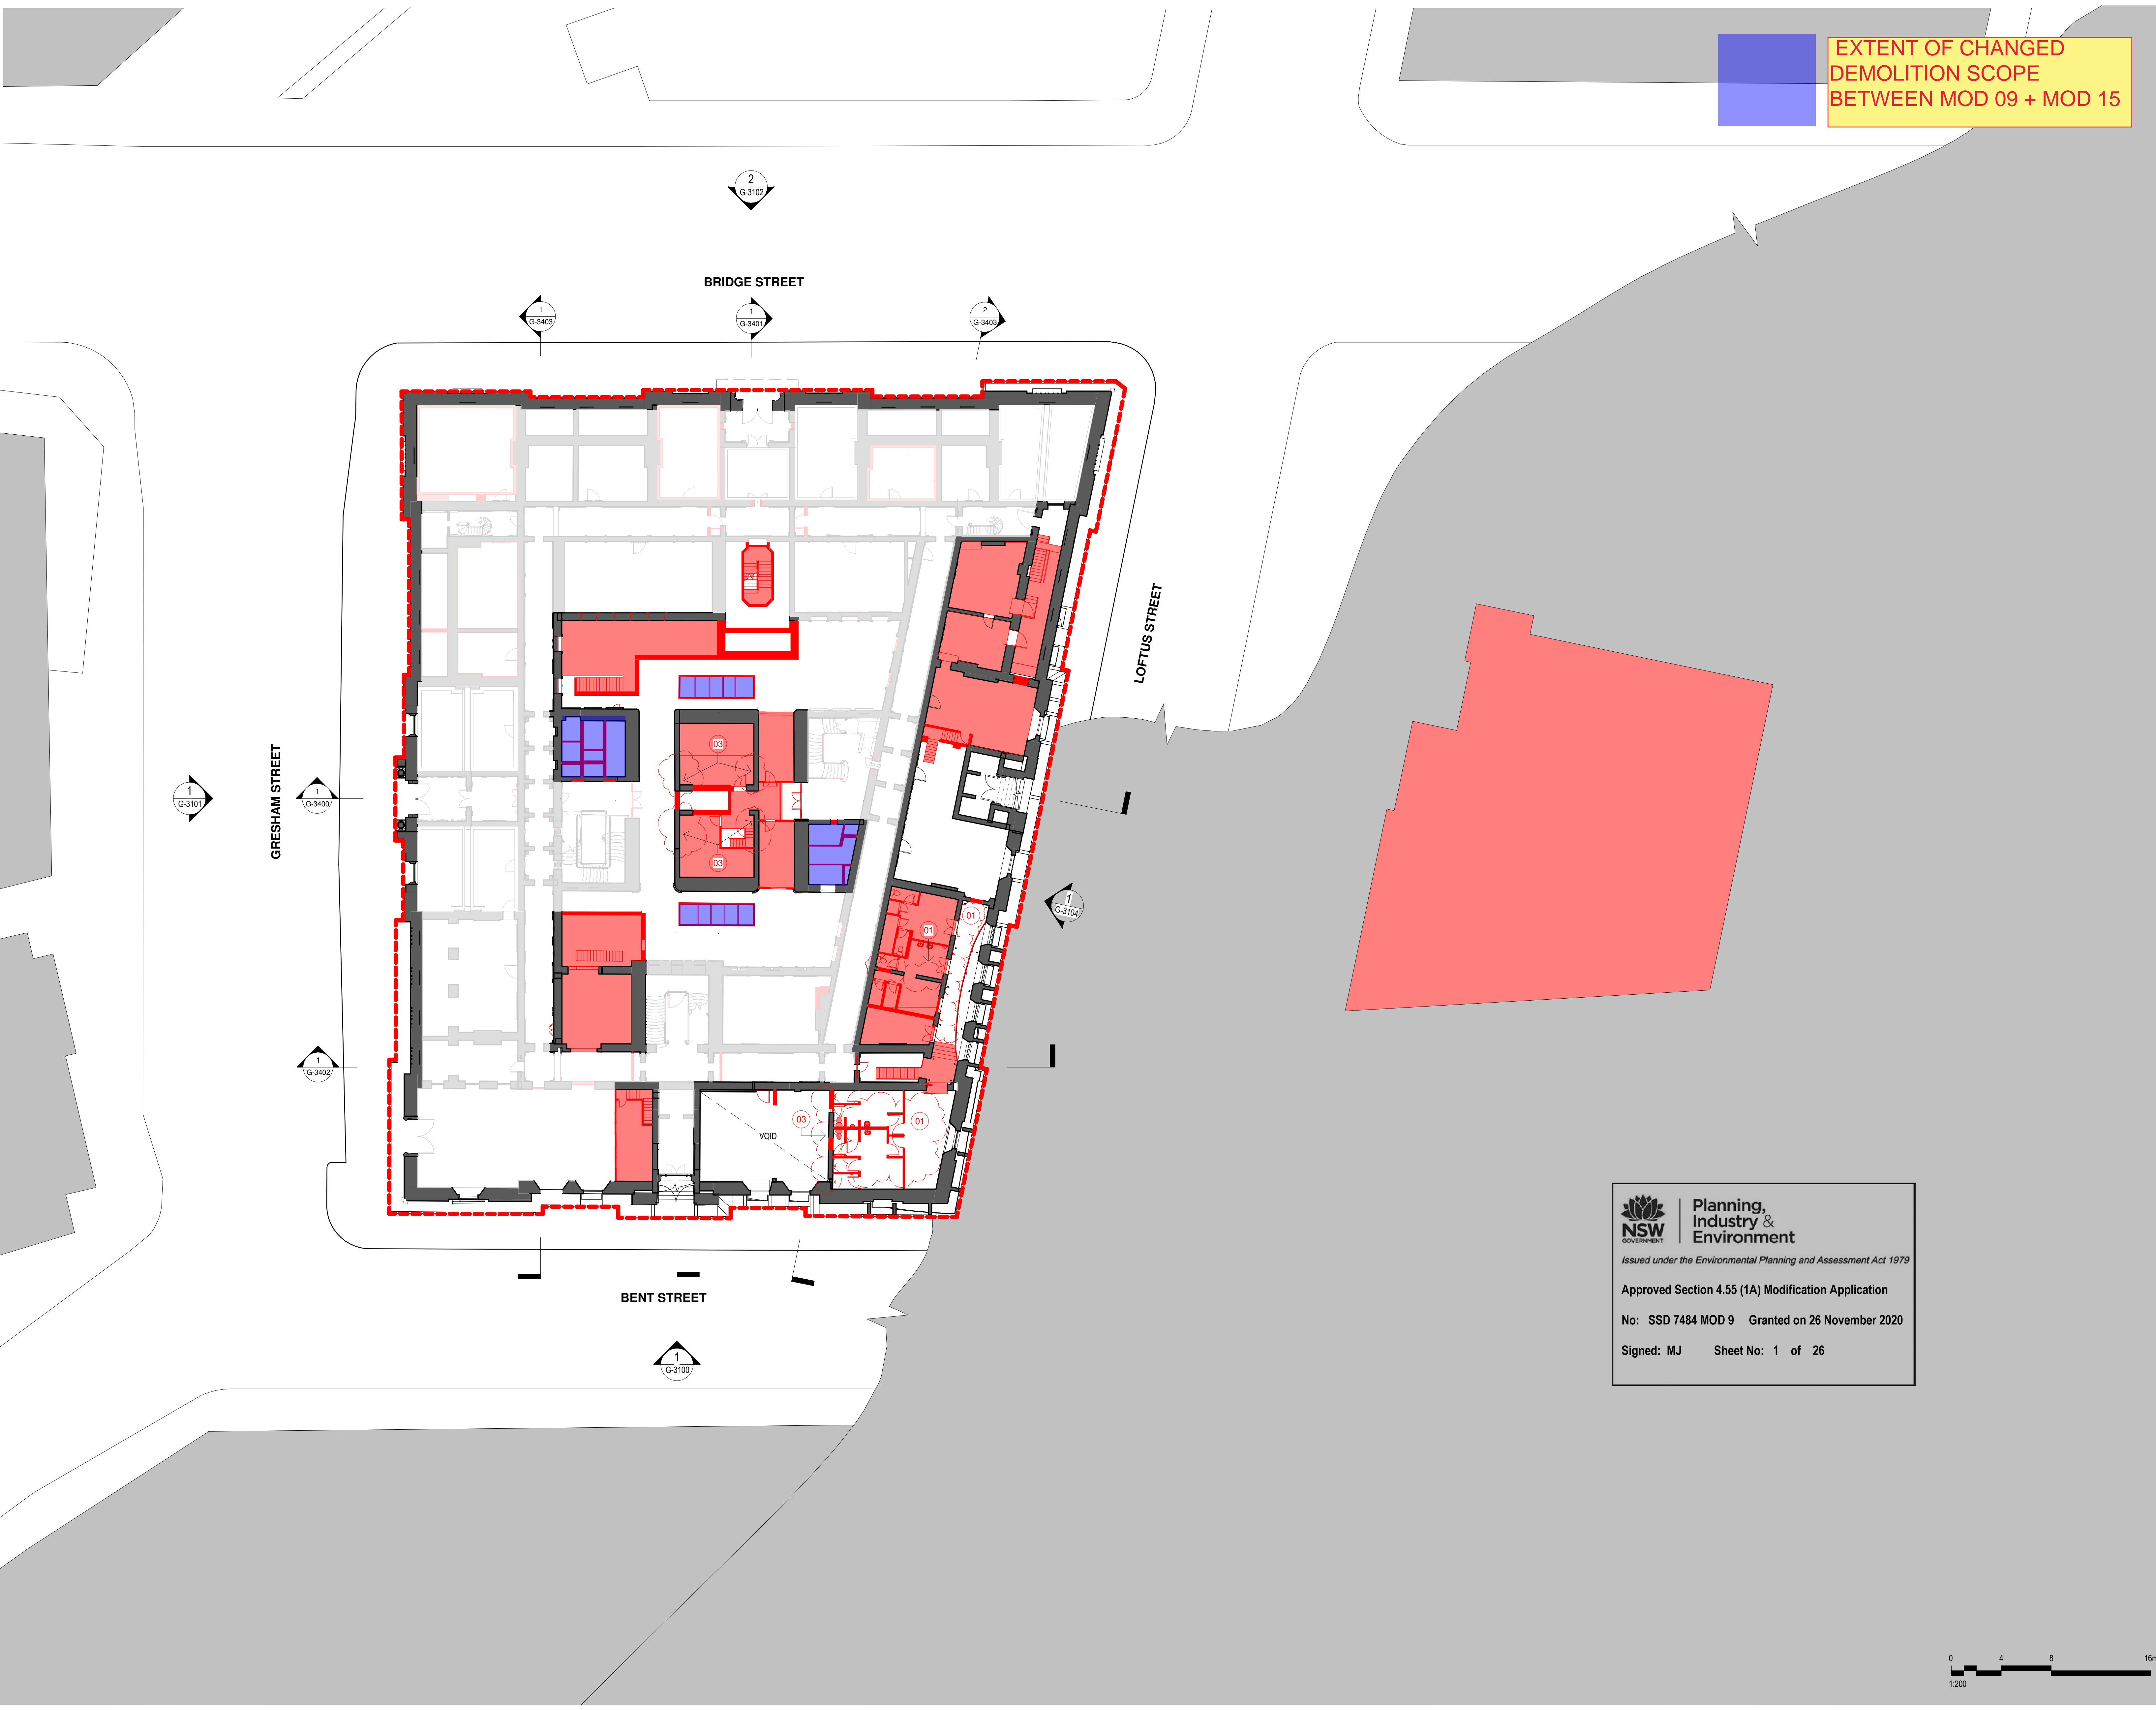 EXTENT OF CHANGED
DEMOLITION SCOPE
BETWEEN MOD 09 + MOD 15
2
G-3102
BRIDGE STREET
1
G-3403
1
G-3401
2
G-3403
LOFTUS STREET
GRESHAM STREET
1
G-3101
1
G-3400
03
03
1
G-3104
01
01
1
G-3402
03
01
VOID
BENT STREET
1
G-3100
NSW
GOVERNMENT
Planning,
Industry &
Environment
Issued under the Environmental Planning and Assessment Act 1979
Approved Section 4.55 (1A) Modification Application
No: SSD 7484 MOD 9 Granted on 26 November 2020
Signed: MJ Sheet No: 1 of 26
0 4 8 16m
1:200